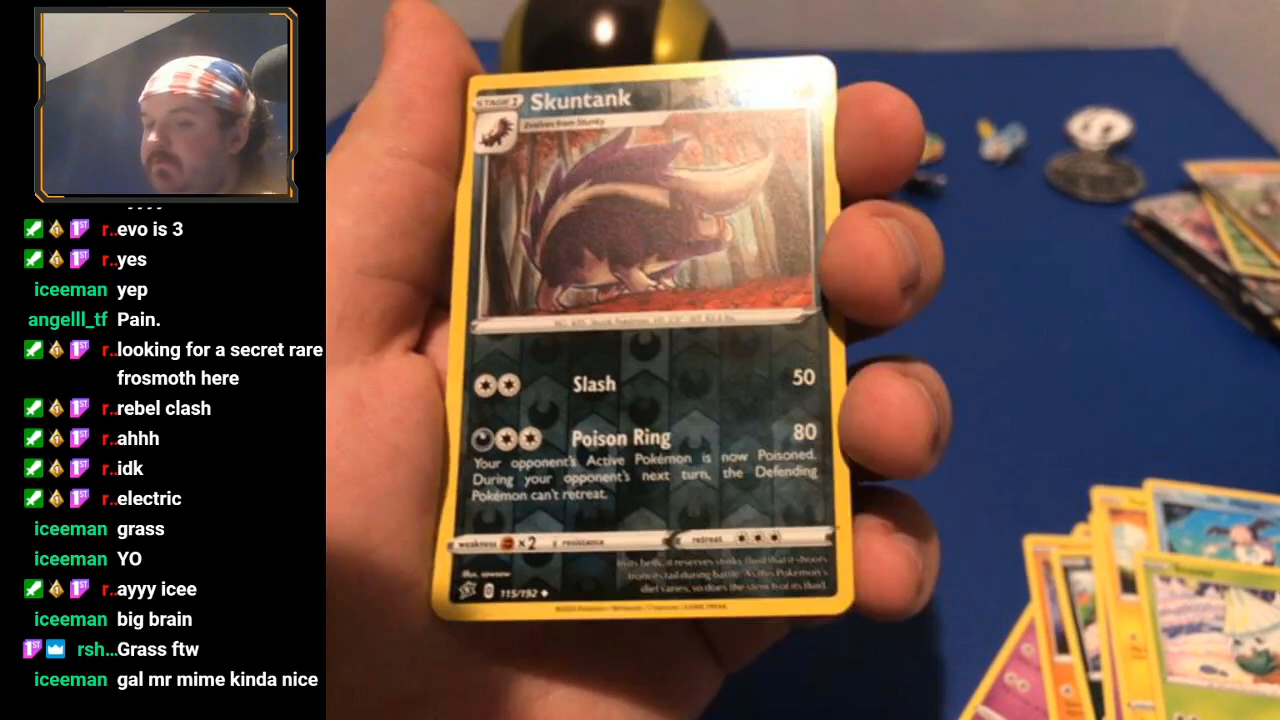 r..evo is 3
r..yes
iceeman yep
angelll_tf Pain.
r..looking for a secret rare
frosmoth here
r..rebel clash
r..ahhh
r..idk
r..electric
iceeman grass
iceeman YO
r..ayyy icee
iceeman big brain
rsh...Grass ftw
iceeman gal mr mime kinda nice
STAGE 1
Skuntank
Evolves from Stunky
Slash 50
Poison Ring 80
Your opponent's Active Pokémon is now Poisoned.
During your opponent's next turn, the Defending
Pokémon can't retreat.
weakness ×2 resistance retreat
115/192